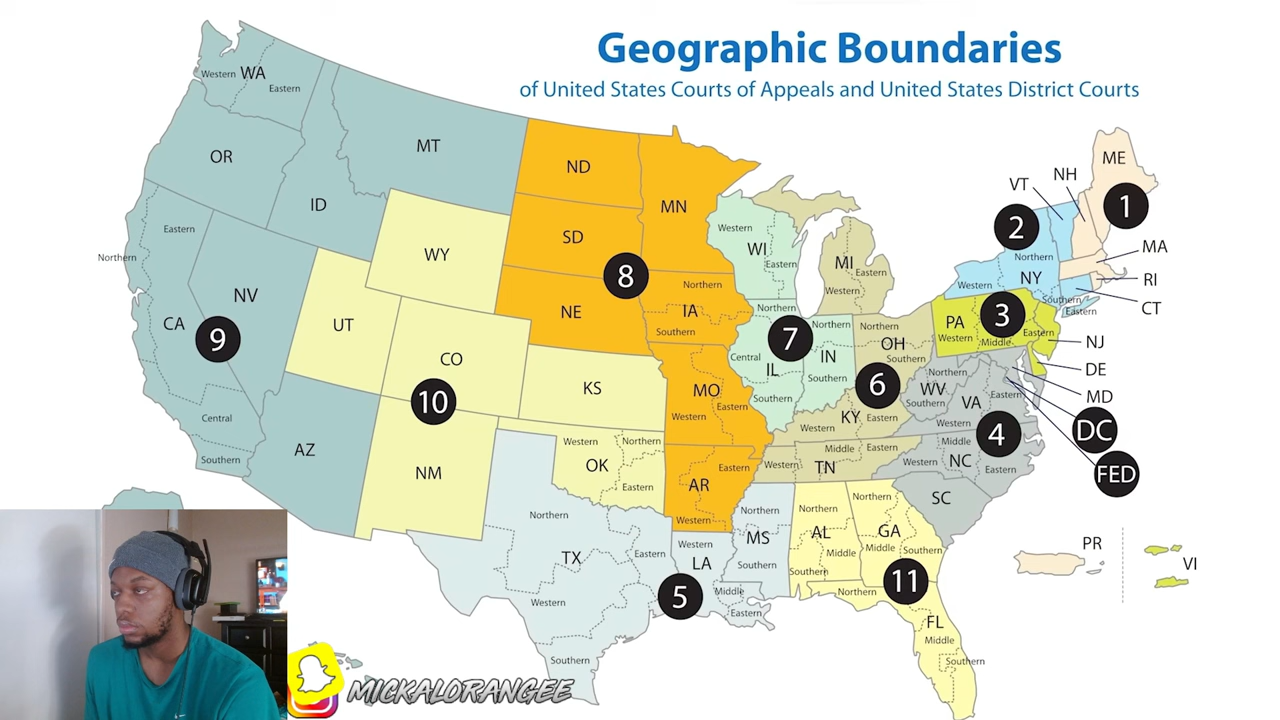 Geographic Boundaries
of United States Courts of Appeals and United States District Courts
Western WA
Eastern
MT
OR
ID
ND
MN
SD
8
WY
NE
Northern
IA
Southern
Western
WI
Eastern
MI
Eastern
Western
ME
NH
VT
1
2
Northern
NY
Western
Southern
Eastern
MA
RI
CT
Eastern
Northern
NV
CA
9
Central
Southern
UT
CO
10
KS
MO
Western
Eastern
Northern
7
Central
IL
Southern
Northern
IN
Southern
Northern
OH
Southern
6
KY
Western
Eastern
PA
3
Western
Middle
Eastern
NJ
DE
MD
DC
FED
Northern
WV
Southern
VA
Eastern
Western
4
Middle
NC
Western
Eastern
SC
Middle
Eastern
Western
TN
AZ
NM
Western
Northern
OK
Eastern
Eastern
AR
Western
Northern
TX
Eastern
Western
Southern
Western
LA
Middle
Eastern
5
Northern
MS
Southern
Northern
AL
Middle
Southern
Northern
GA
Middle
Southern
11
Northern
FL
Middle
Southern
PR
VI
MICKALORANGEE